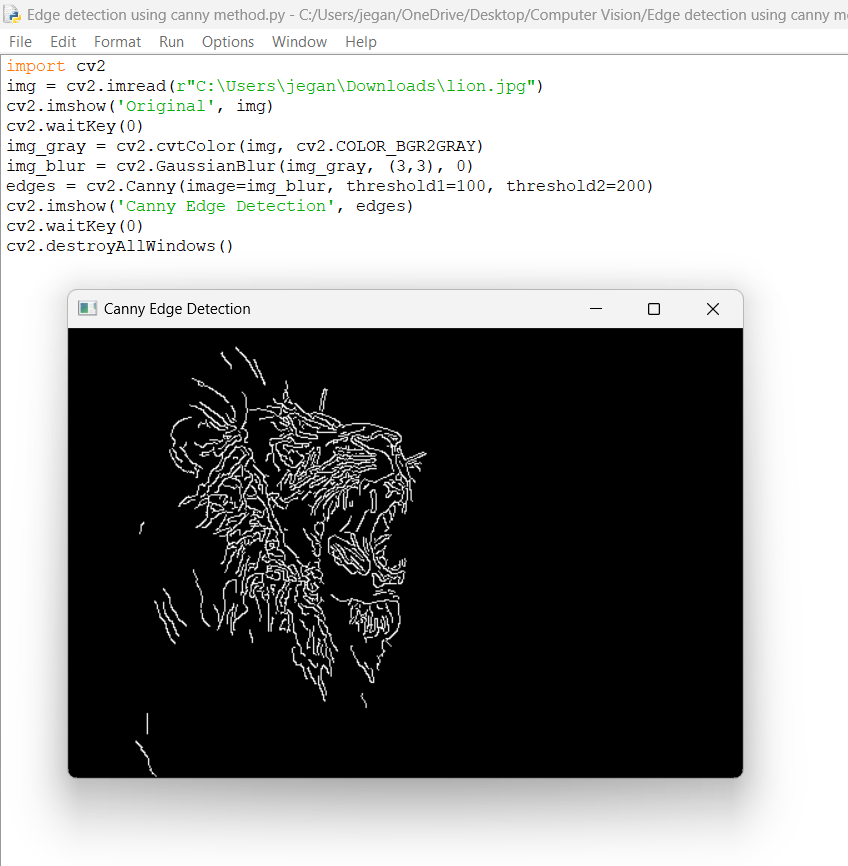 Edge detection using canny method.py - C:/Users/jegan/OneDrive/Desktop/Computer Vision/Edge detection using canny
File Edit Format Run Options Window Help
import cv2
img = cv2.imread(r"C:\Users\jegan\Downloads\lion.jpg")
cv2.imshow('Original', img)
cv2.waitKey(0)
img_gray = cv2.cvtColor(img, cv2.COLOR_BGR2GRAY)
img_blur = cv2.GaussianBlur(img_gray, (3,3), 0)
edges = cv2.Canny(image=img_blur, threshold1=100, threshold2=200)
cv2.imshow('Canny Edge Detection', edges)
cv2.waitKey(0)
cv2.destroyAllWindows()
Canny Edge Detection